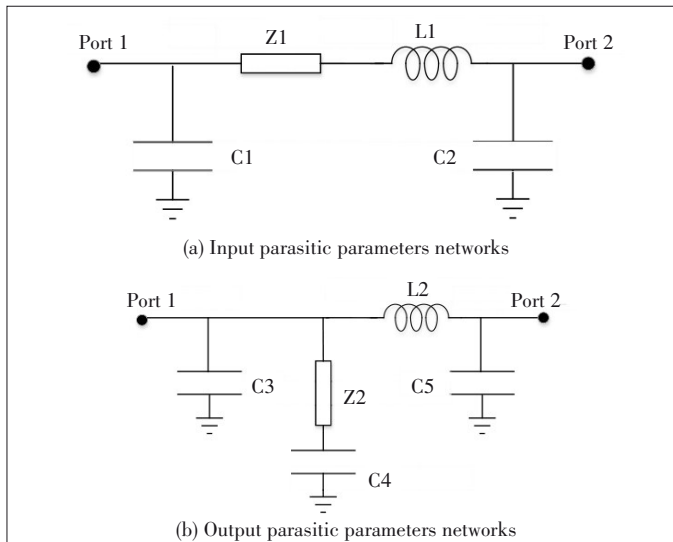 Port 1
Z1
L1
Port 2
C1
C2
(a) Input parasitic parameters networks
Port 1
L2
Port 2
C3
Z2
C5
C4
(b) Output parasitic parameters networks